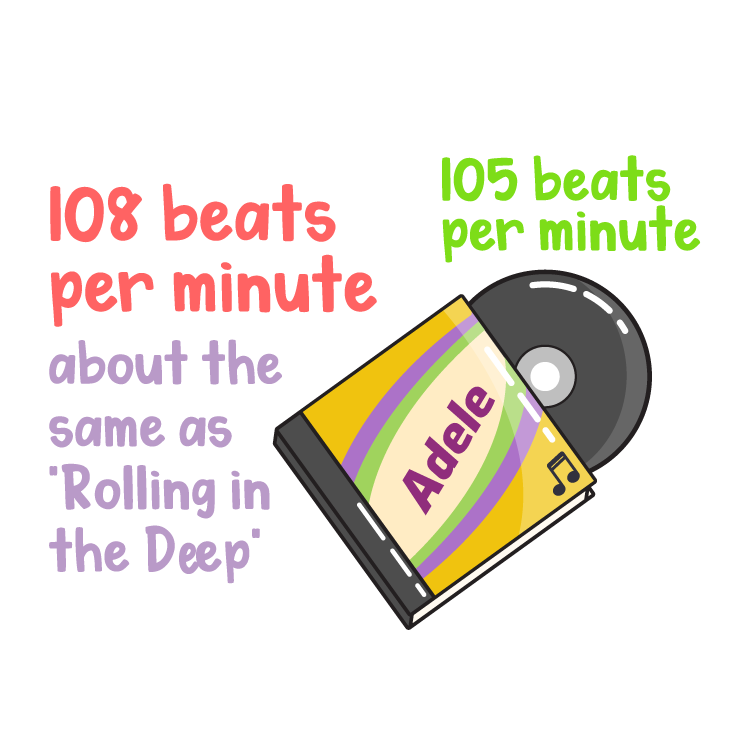 108 beats
per minute
about the
same as
'Rolling in
the Deep'
105 beats
per minute
Adele